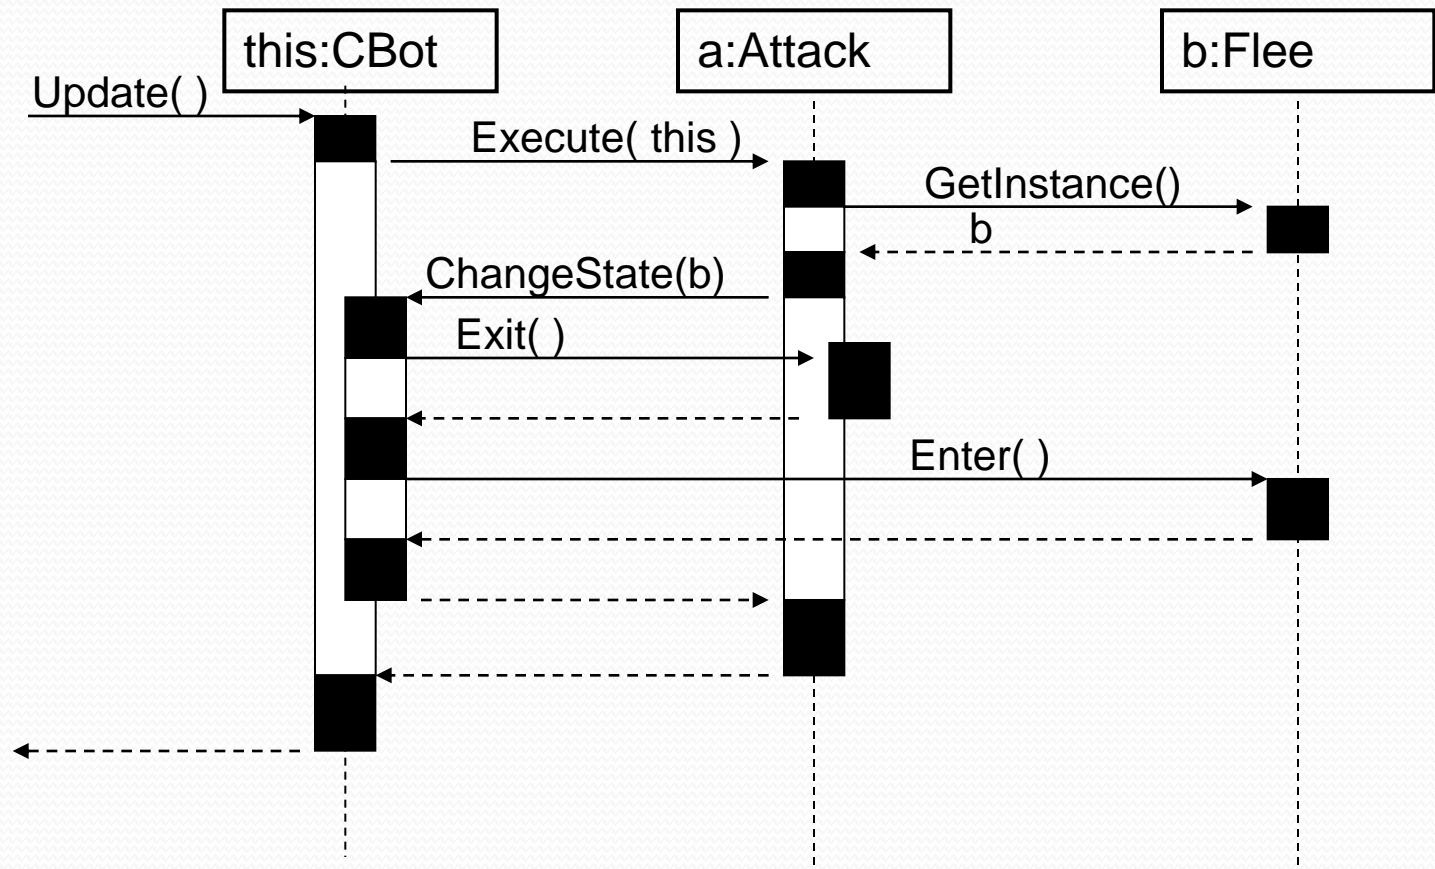 this:CBot
a:Attack
b:Flee
Update( )
Execute( this )
GetInstance()
b
ChangeState(b)
Exit( )
Enter( )